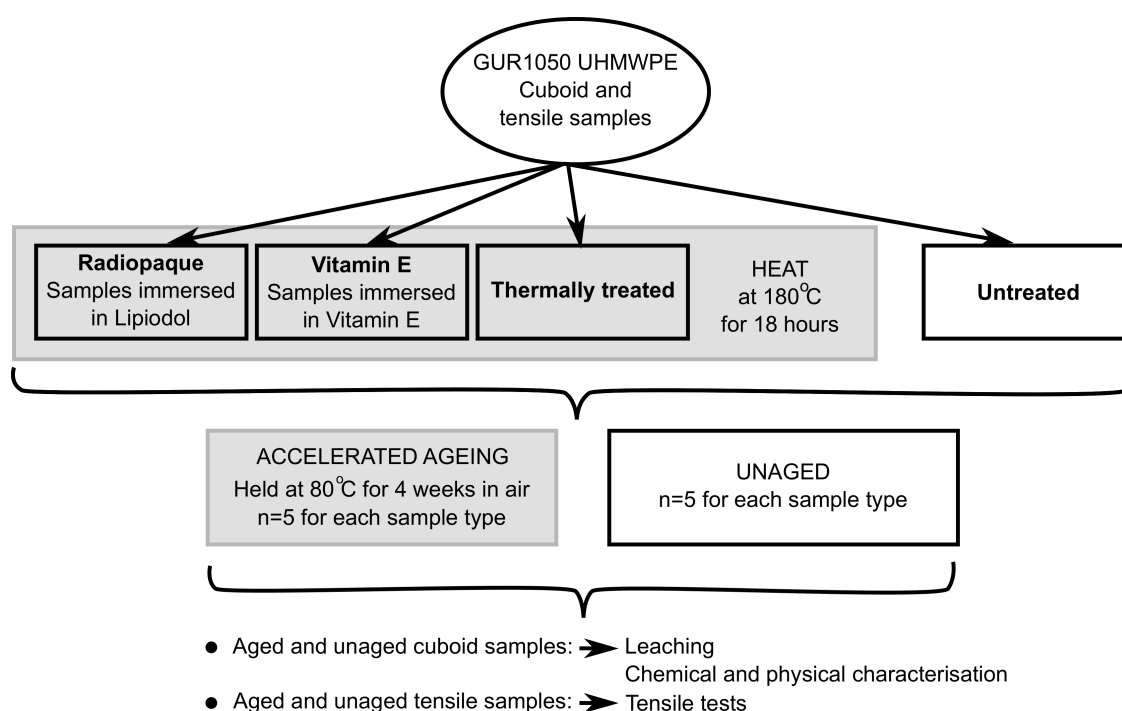 GUR1050 UHMWPE
Cuboid and
tensile samples
Radiopaque
Samples immersed
in Lipiodol
Vitamin E
Samples immersed
in Vitamin E
Thermally treated
HEAT
at 180°C
for 18 hours
Untreated
ACCELERATED AGEING
Held at 80°C for 4 weeks in air
n=5 for each sample type
UNAGED
n=5 for each sample type
● Aged and unaged cuboid samples: Leaching
Chemical and physical characterisation
● Aged and unaged tensile samples: Tensile tests